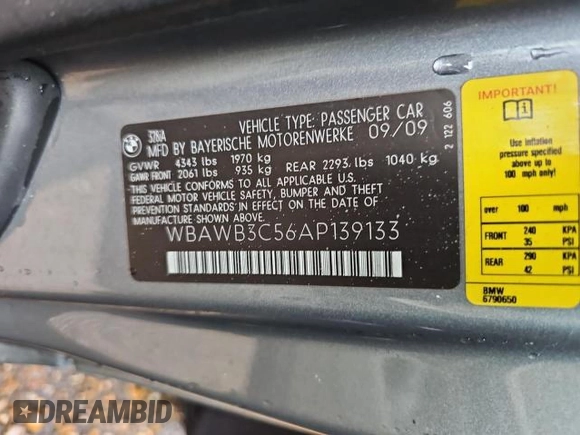 BMW
328iA
VEHICLE TYPE: PASSENGER CAR
MFD BY BAYERISCHE MOTORENWERKE 09/09
GVWR 4343 lbs 1970 kg
GAWR FRONT 2061 lbs 935 kg REAR 2293 lbs 1040 kg
THIS VEHICLE CONFORMS TO ALL APPLICABLE U.S.
FEDERAL MOTOR VEHICLE SAFETY, BUMPER AND THEFT
PREVENTION STANDARDS IN EFFECT ON THE DATE OF
MANUFACTURE SHOWN ABOVE.
WBAWB3C56AP139133
2 122 606
IMPORTANT!
Use inflation
pressure specified
above for up to
100 mph only!
over 100 mph
FRONT 240 KPA
35 PSI
REAR 290 KPA
42 PSI
BMW
6790650
DREAMBID